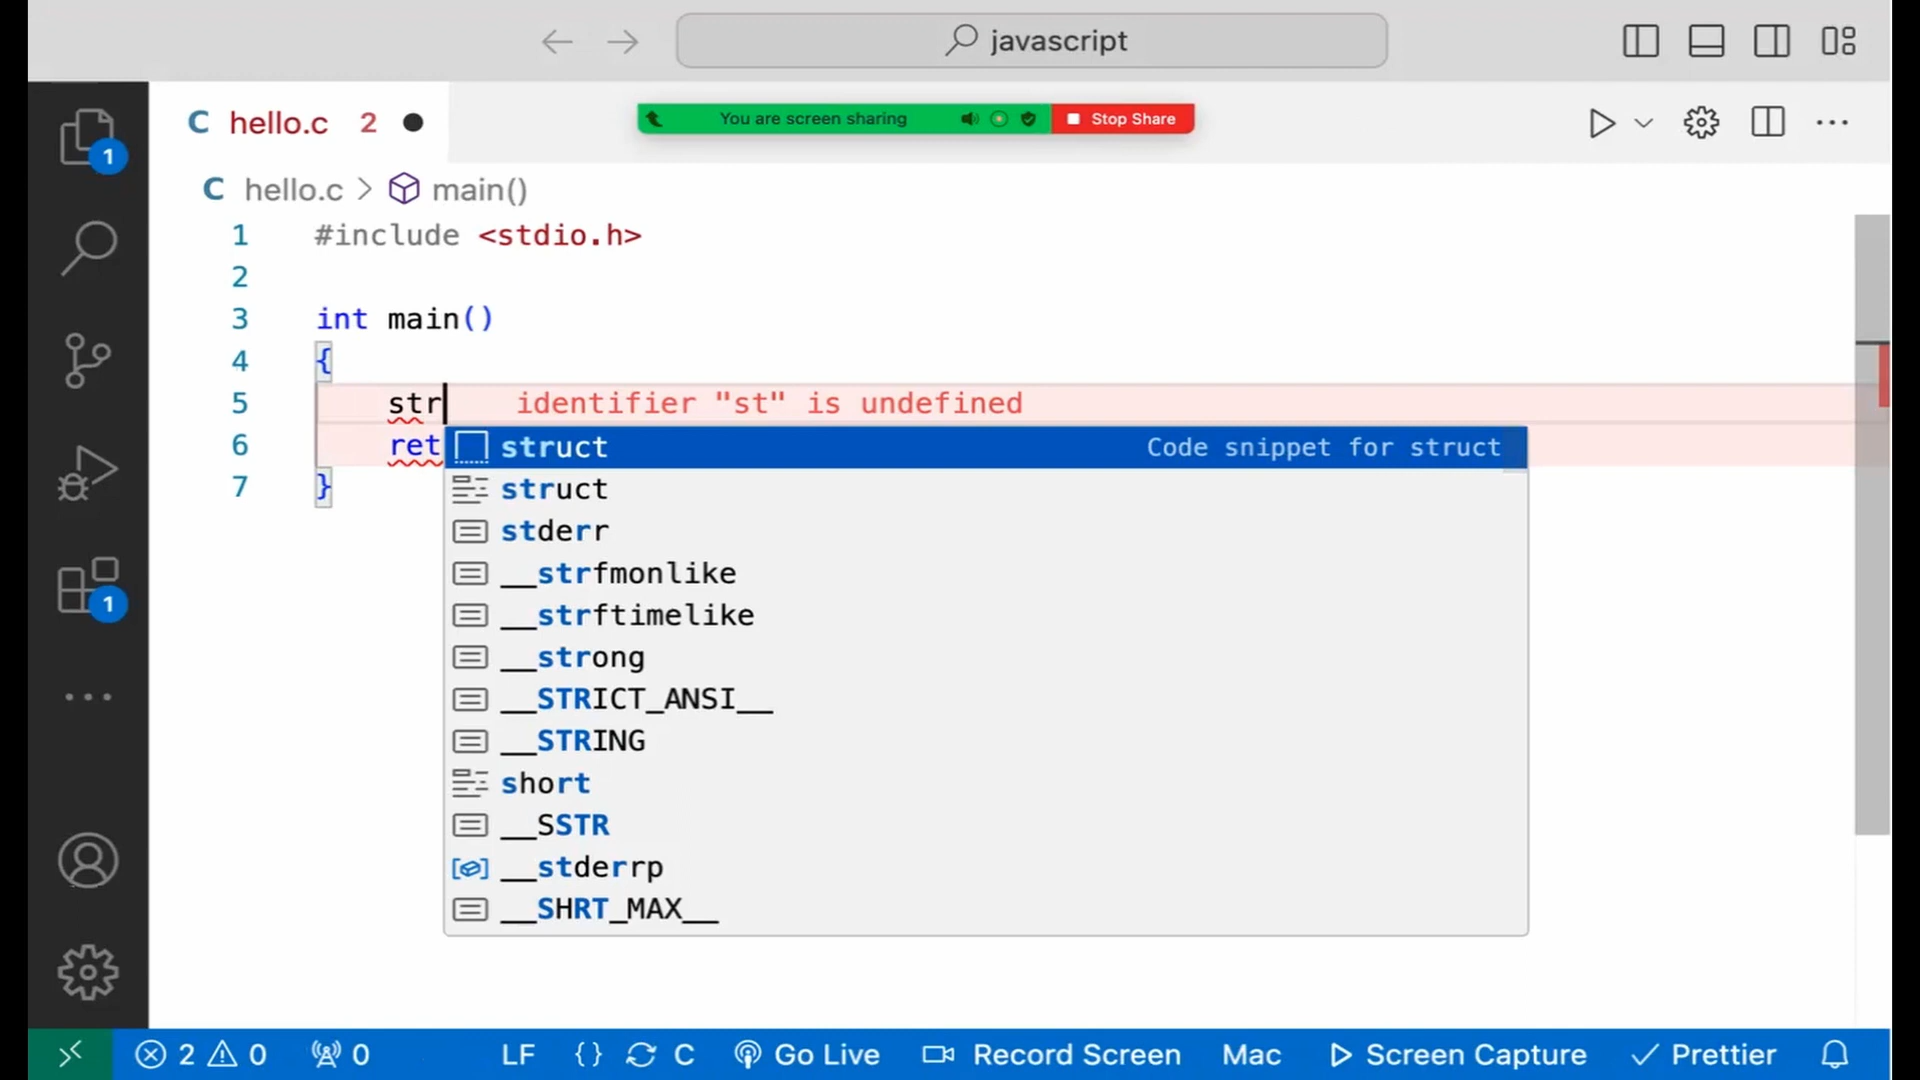 javascript
C hello.c 2
You are screen sharing Stop Share
C hello.c > main()
1 #include <stdio.h>
2
3 int main()
4 {
5 str identifier "st" is undefined
6 ret
7 }
struct Code snippet for struct
struct
stderr
__strfmonlike
__strftimelike
__strong
__STRICT_ANSI__
__STRING
short
__SSTR
__stderrp
__SHRT_MAX__
1
1
2 0 0 LF {} C Go Live Record Screen Mac Screen Capture Prettier